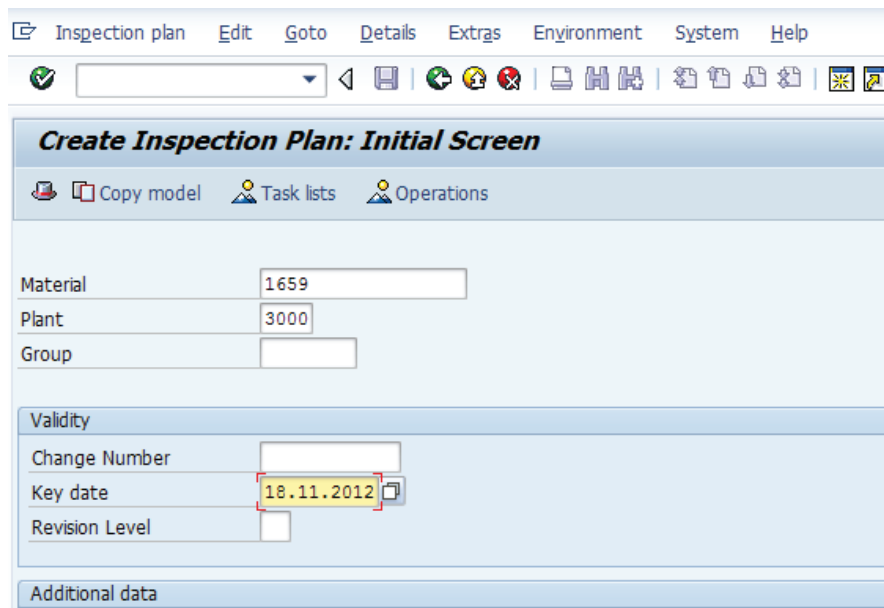 Inspection plan Edit Goto Details Extras Environment System Help
Create Inspection Plan: Initial Screen
Copy model Task lists Operations
Material 1659
Plant 3000
Group
Validity
Change Number
Key date 18.11.2012
Revision Level
Additional data